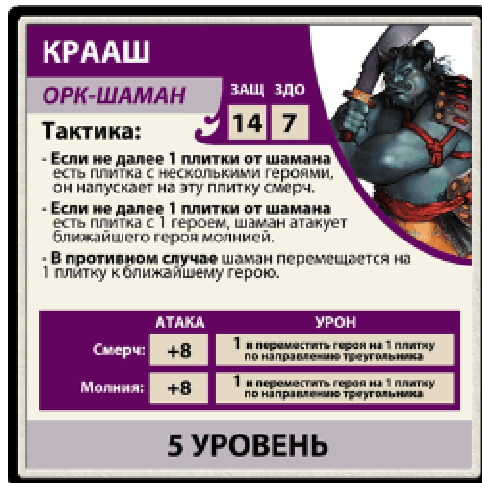 КРААШ
ОРК-ШАМАН
ЗАЩ ЗДО
14 7
Тактика:
- Если не далее 1 плитки от шамана
есть плитка с несколькими героями,
он напускает на эту плитку смерч.
- Если не далее 1 плитки от шамана
есть плитка с 1 героем, шаман атакует
ближайшего героя молнией.
- В противном случае шаман перемещается на
1 плитку к ближайшему герою.
АТАКА УРОН
Смерч: +8 1 и переместить героя на 1 плитку
по направлению треугольника
Молния: +8 1 и переместить героя на 1 плитку
по направлению треугольника
5 УРОВЕНЬ